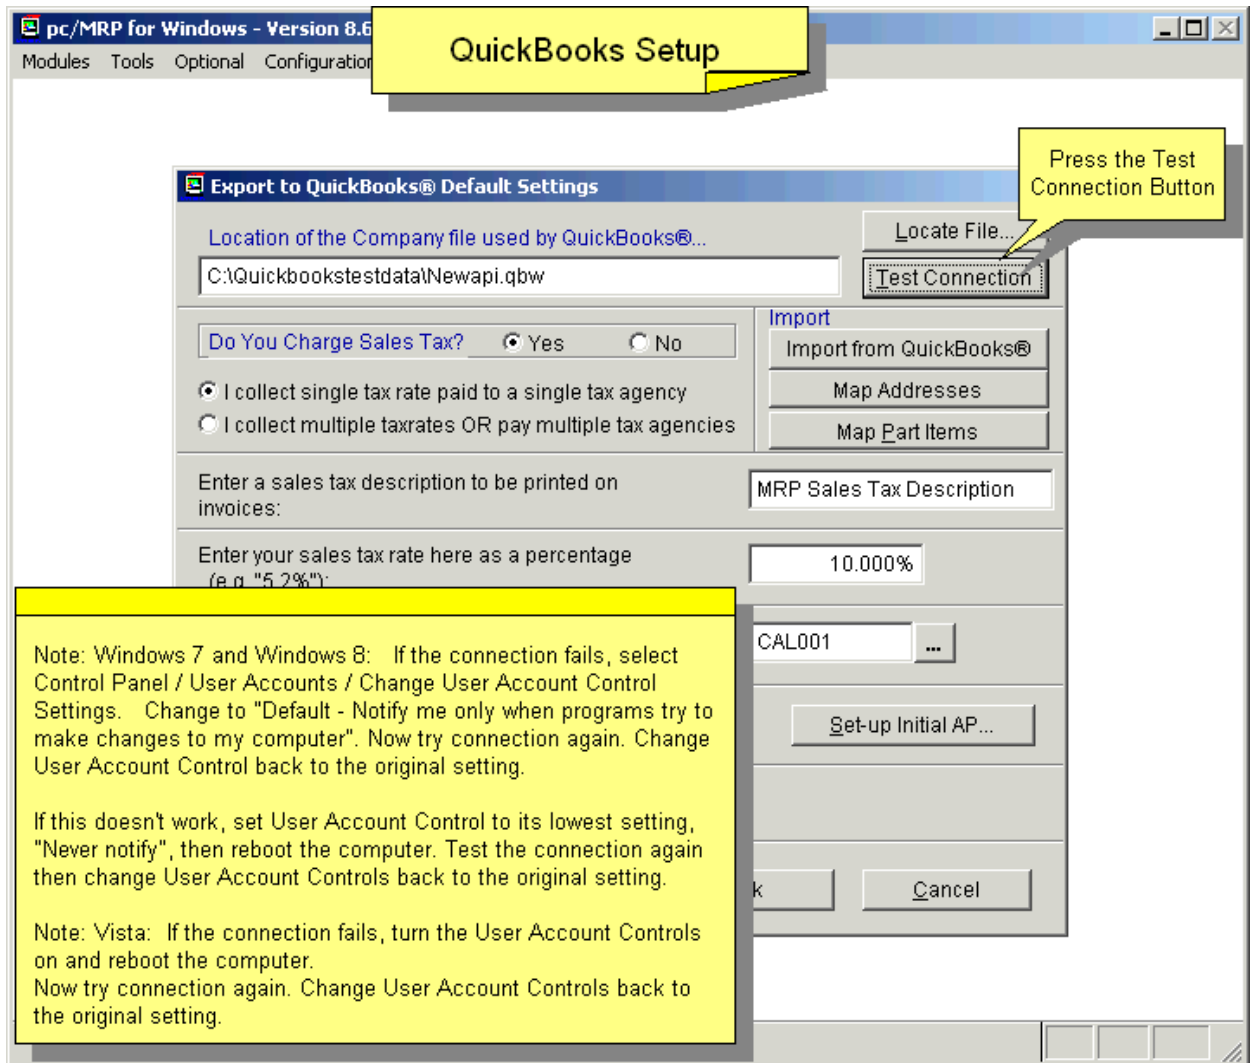 pc/MRP for Windows - Version 8.6
QuickBooks Setup
Modules Tools Optional Configuration
Press the Test
Connection Button
Export to QuickBooks® Default Settings
Location of the Company file used by QuickBooks®...
Locate File...
C:\Quickbookstestdata\Newapi.qbw
Test Connection
Import
Do You Charge Sales Tax? Yes No
Import from QuickBooks®
I collect single tax rate paid to a single tax agency
Map Addresses
I collect multiple taxrates OR pay multiple tax agencies
Map Part Items
Enter a sales tax description to be printed on
invoices:
MRP Sales Tax Description
Enter your sales tax rate here as a percentage
(e.g. "5.2%"):
10.000%
CAL001 ...
Set-up Initial AP...
k
Cancel
Note: Windows 7 and Windows 8: If the connection fails, select
Control Panel / User Accounts / Change User Account Control
Settings. Change to "Default - Notify me only when programs try to
make changes to my computer". Now try connection again. Change
User Account Control back to the original setting.
If this doesn't work, set User Account Control to its lowest setting,
"Never notify", then reboot the computer. Test the connection again
then change User Account Controls back to the original setting.
Note: Vista: If the connection fails, turn the User Account Controls
on and reboot the computer.
Now try connection again. Change User Account Controls back to
the original setting.